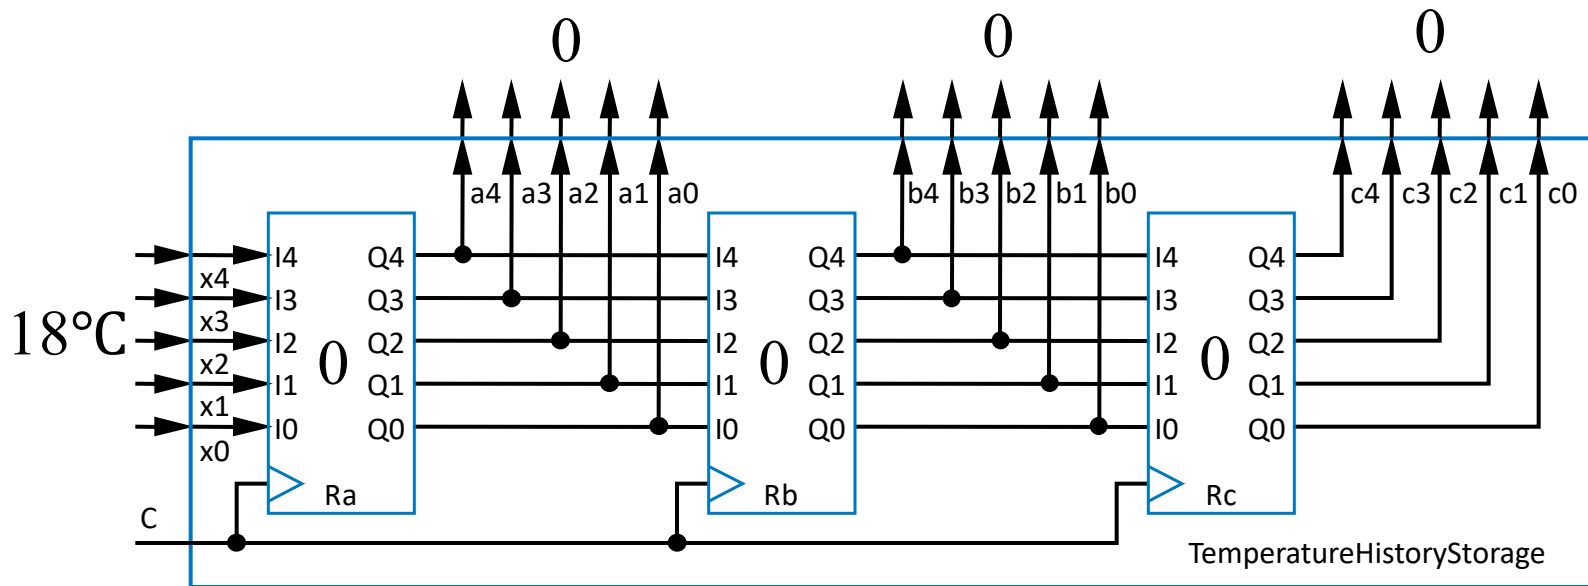 0 0 0
a4 a3 a2 a1 a0 b4 b3 b2 b1 b0 c4 c3 c2 c1 c0
I4 Q4 I4 Q4 I4 Q4
x4
I3 Q3 I3 Q3 I3 Q3
x3
18°C I2 0 Q2 I2 0 Q2 I2 0 Q2
x2
I1 Q1 I1 Q1 I1 Q1
x1
I0 Q0 I0 Q0 I0 Q0
x0
Ra Rb Rc
C
TemperatureHistoryStorage